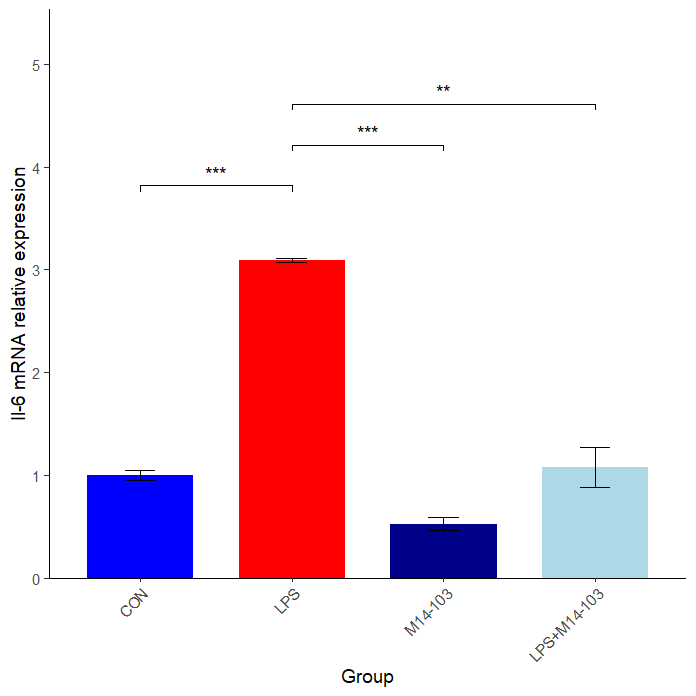 5
**
***
4
***
3
2
1
0
Il-6 mRNA relative expression
CON
LPS
M14-103
LPS+M14-103
Group